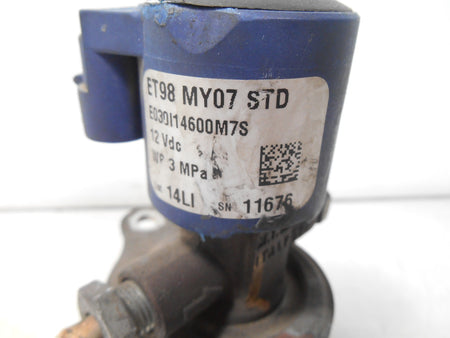 ET98 MY07 STD
E030I14600M7S
12 Vdc
WP 3 MPa
14LI SN 11676